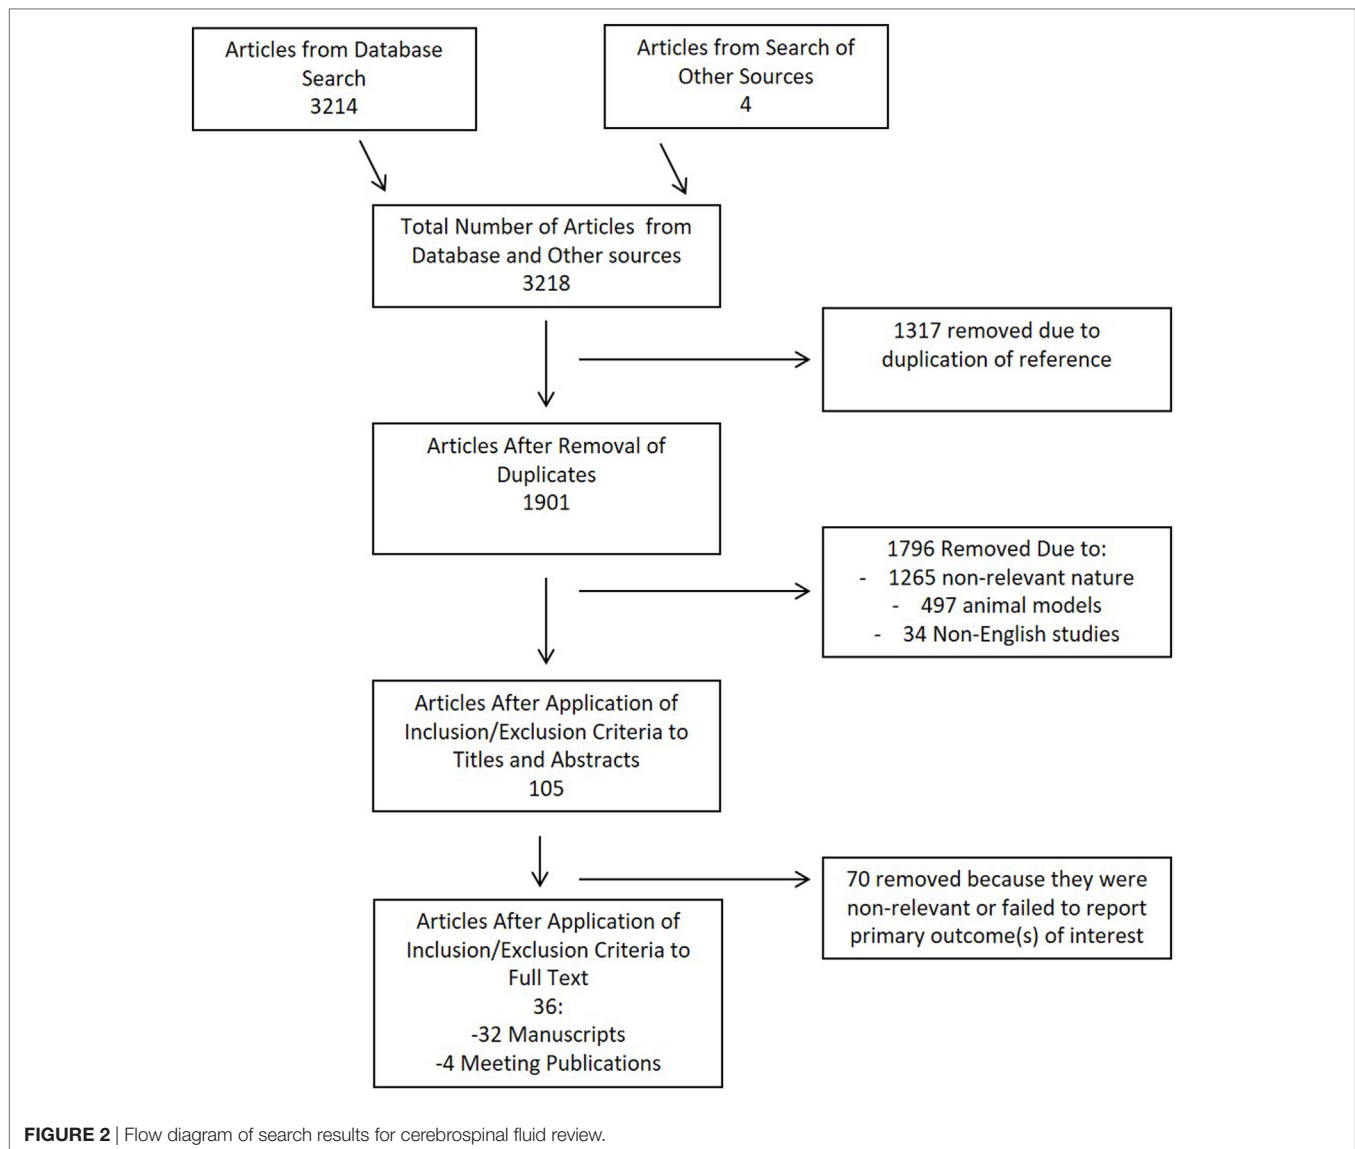 Articles from Database
Search
3214
Articles from Search of
Other Sources
4
Total Number of Articles from
Database and Other sources
3218
1317 removed due to
duplication of reference
Articles After Removal of
Duplicates
1901
1796 Removed Due to:
- 1265 non-relevant nature
- 497 animal models
- 34 Non-English studies
Articles After Application of
Inclusion/Exclusion Criteria to
Titles and Abstracts
105
70 removed because they were
non-relevant or failed to report
primary outcome(s) of interest
Articles After Application of
Inclusion/Exclusion Criteria to
Full Text
36:
-32 Manuscripts
-4 Meeting Publications
FIGURE 2 | Flow diagram of search results for cerebrospinal fluid review.